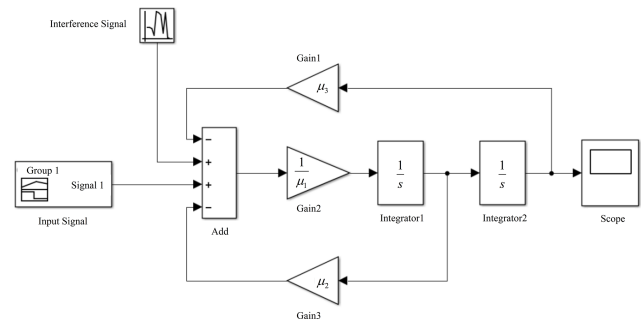 Interference Signal
Gain1
μ3
−
+
+
−
Group 1
Signal 1
Input Signal
Add
1
μ1
Gain2
1
s
Integrator1
1
s
Integrator2
Scope
μ2
Gain3